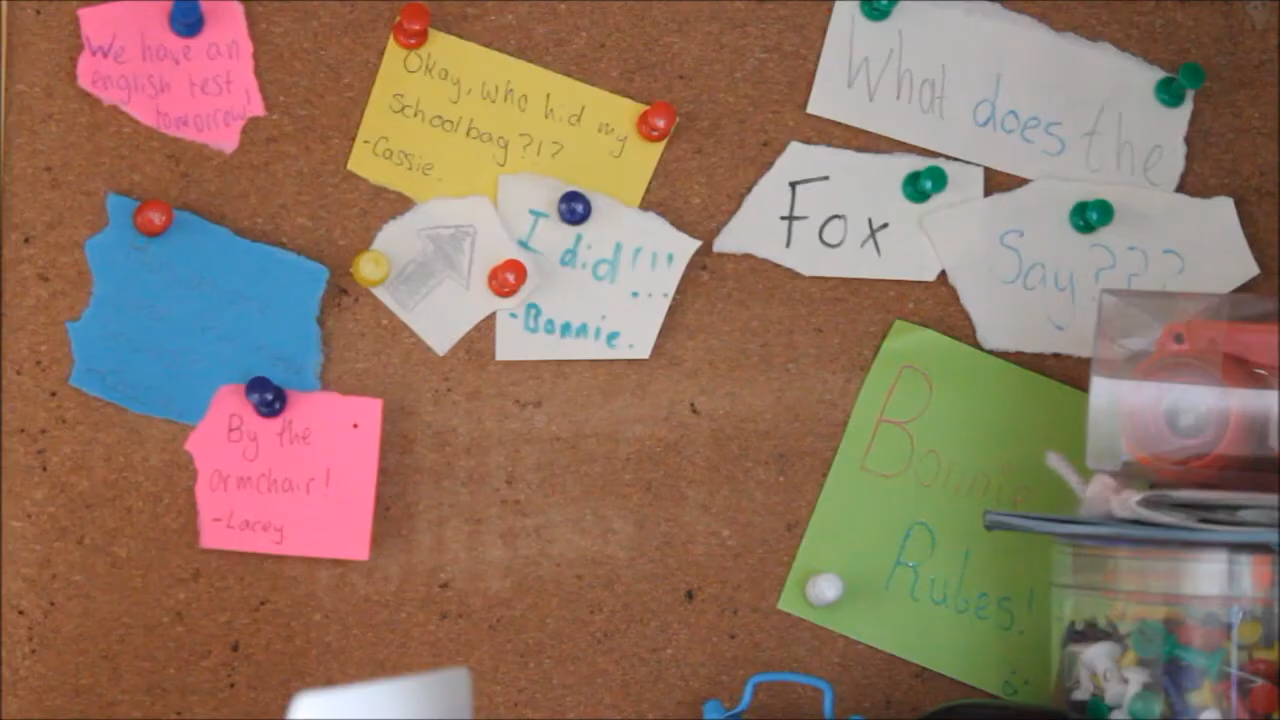 We have an
english test
tomorrow!
Okay, who hid my
schoolbag?!?
-Cassie.
I did!!!
-Bonnie.
What does the
Fox
Say???
By the
armchair!
-Lacey
Bonnie
Rules!